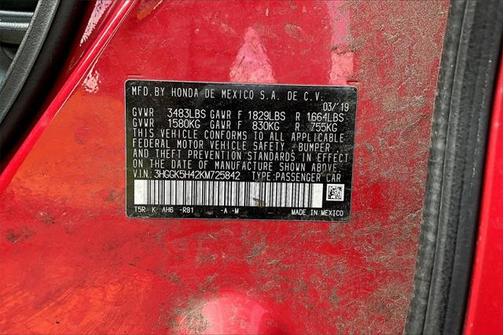 MFD. BY HONDA DE MEXICO S.A. DE C.V.
03/'19
GVWR 3483LBS GAWR F 1829LBS R 1664LBS
GVWR 1580KG GAWR F 830KG R 755KG
THIS VEHICLE CONFORMS TO ALL APPLICABLE
FEDERAL MOTOR VEHICLE SAFETY, BUMPER
AND THEFT PREVENTION STANDARDS IN EFFECT
ON THE DATE OF MANUFACTURE SHOWN ABOVE.
V.I.N: 3HGGK5H42KM725842 TYPE:PASSENGER CAR
T5R K AH6 -R81 -A -M MADE IN MEXICO